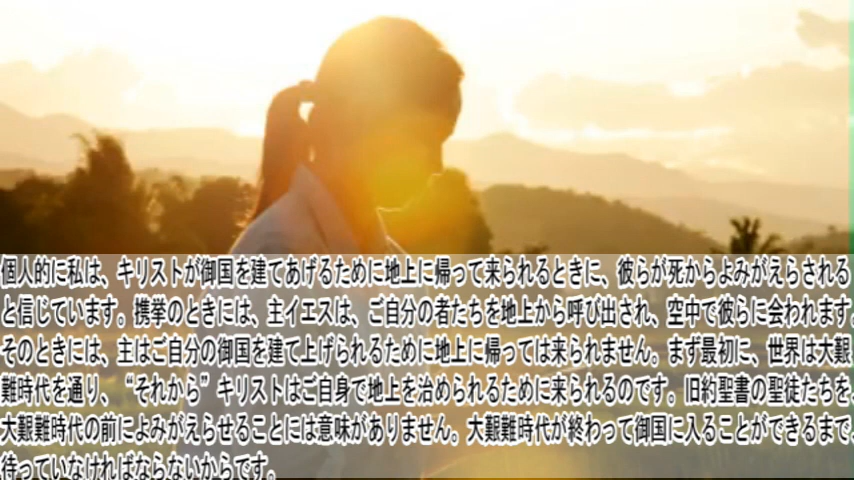 個人的に私は、キリストが御国を建てあげるために地上に帰って来られるときに、彼らが死からよみがえらされる
と信じています。携挙のときには、主イエスは、ご自分の者たちを地上から呼び出され、空中で彼らに会われます。
そのときには、主はご自分の御国を建て上げられるために地上に帰っては来られません。まず最初に、世界は大艱
難時代を通り、“それから”キリストはご自身で地上を治められるために来られるのです。旧約聖書の聖徒たちを、
大艱難時代の前によみがえらせることには意味がありません。大艱難時代が終わって御国に入ることができるまで、
待っていなければならないからです。